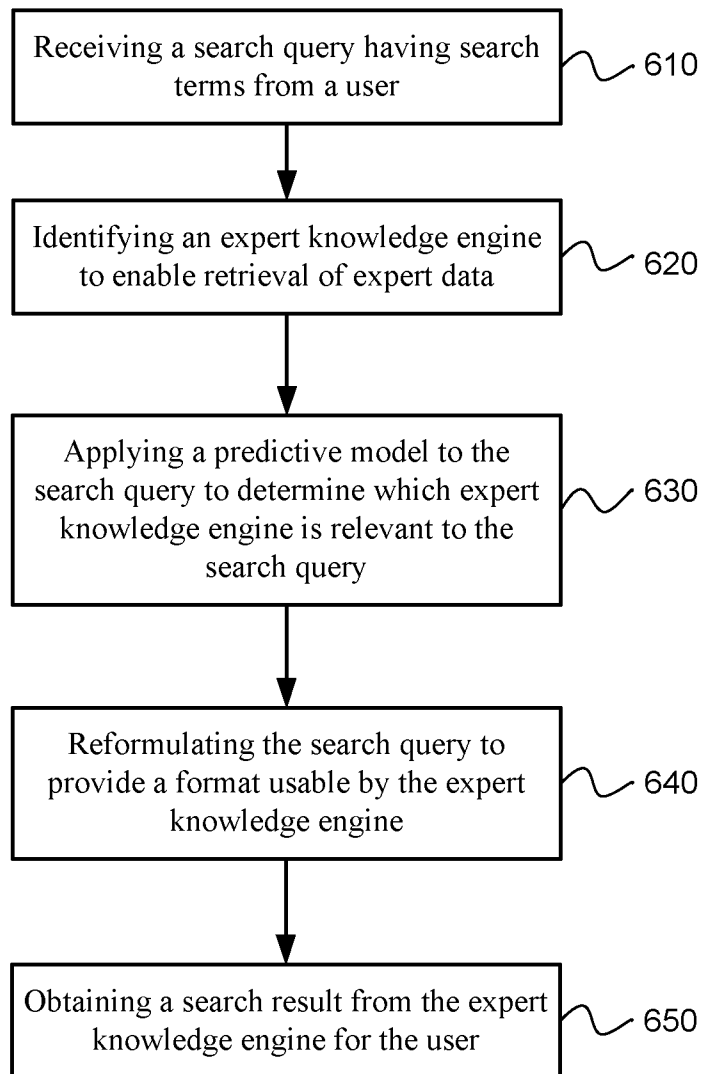 Receiving a search query having search
terms from a user
610
Identifying an expert knowledge engine
to enable retrieval of expert data
620
Applying a predictive model to the
search query to determine which expert
knowledge engine is relevant to the
search query
630
Reformulating the search query to
provide a format usable by the expert
knowledge engine
640
Obtaining a search result from the expert
knowledge engine for the user
650